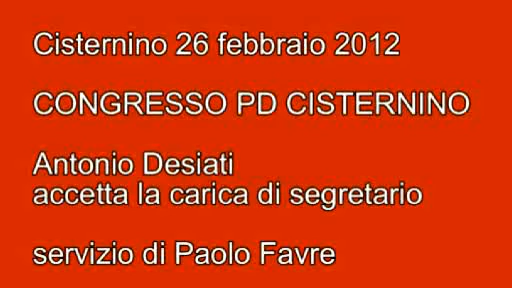 Cisternino 26 febbraio 2012
CONGRESSO PD CISTERNINO
Antonio Desiati
accetta la carica di segretario
servizio di Paolo Favre